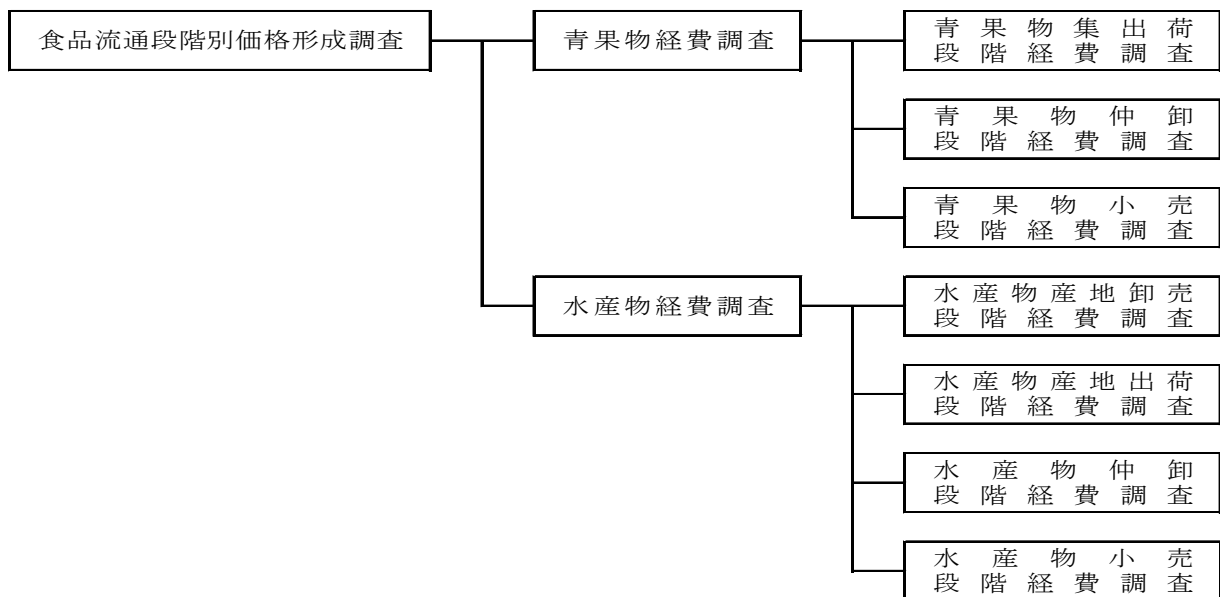 食品流通段階別価格形成調査
青果物経費調査
青果物集出荷
段階経費調査
青果物仲卸
段階経費調査
青果物小売
段階経費調査
水産物経費調査
水産物産地卸売
段階経費調査
水産物産地出荷
段階経費調査
水産物仲卸
段階経費調査
水産物小売
段階経費調査